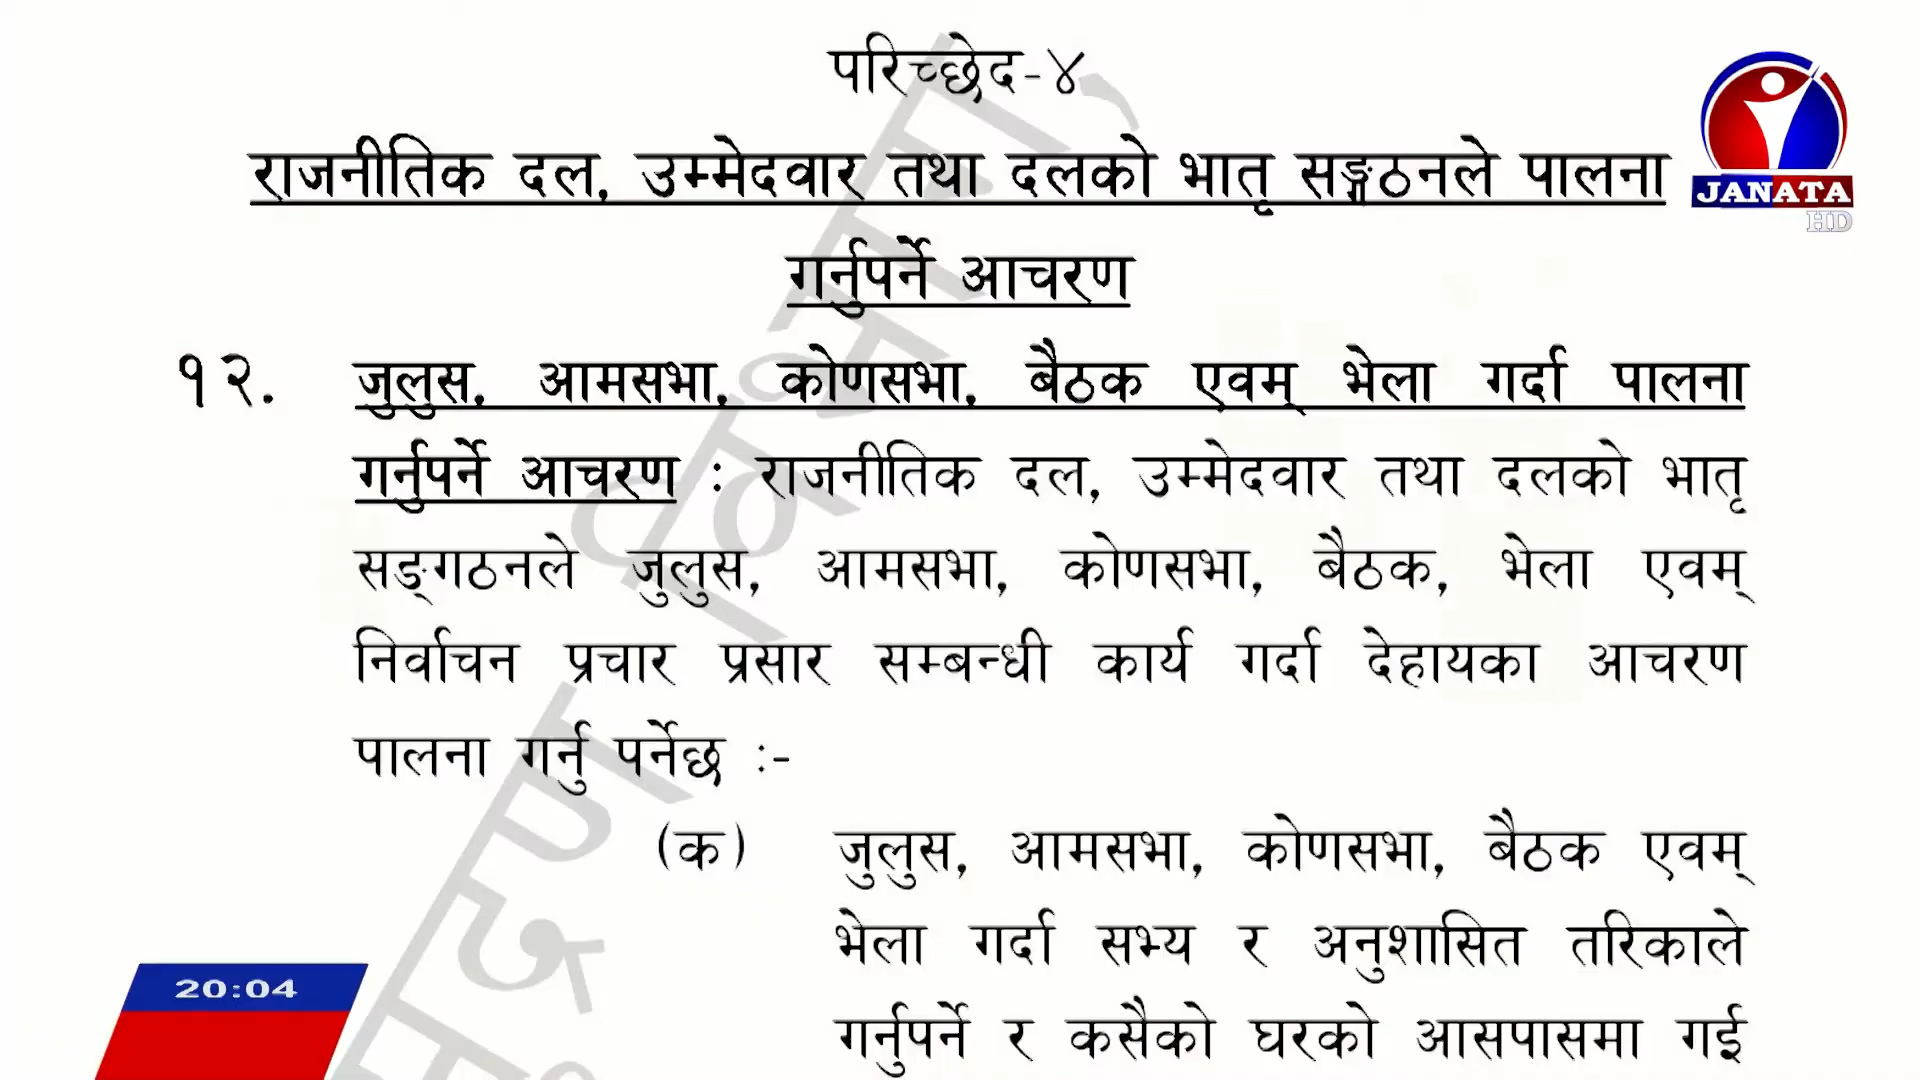 परिच्छेद-४
राजनीतिक दल, उम्मेदवार तथा दलको भातृ सङ्गठनले पालना
गर्नुपर्ने आचरण
१२. जुलुस, आमसभा, कोणसभा, बैठक एवम् भेला गर्दा पालना
गर्नुपर्ने आचरण : राजनीतिक दल, उम्मेदवार तथा दलको भातृ
सङ्गठनले जुलुस, आमसभा, कोणसभा, बैठक, भेला एवम्
निर्वाचन प्रचार प्रसार सम्बन्धी कार्य गर्दा देहायका आचरण
पालना गर्नु पर्नेछ :-
(क) जुलुस, आमसभा, कोणसभा, बैठक एवम्
भेला गर्दा सभ्य र अनुशासित तरिकाले
गर्नुपर्ने र कसैको घरको आसपासमा गई
JANATA
HD
20:04